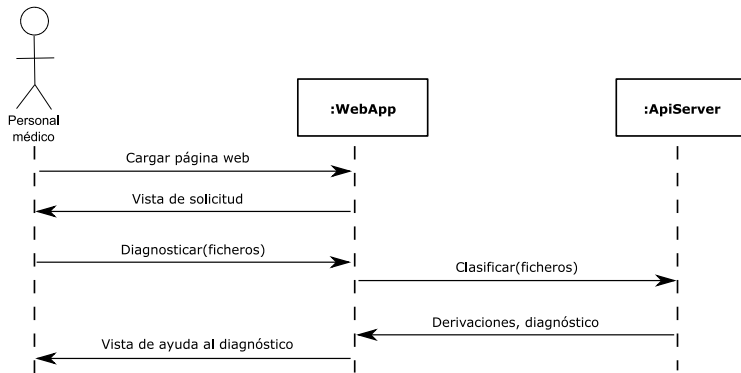 Personal
médico
:WebApp
:ApiServer
Cargar página web
Vista de solicitud
Diagnosticar(ficheros)
Clasificar(ficheros)
Derivaciones, diagnóstico
Vista de ayuda al diagnóstico